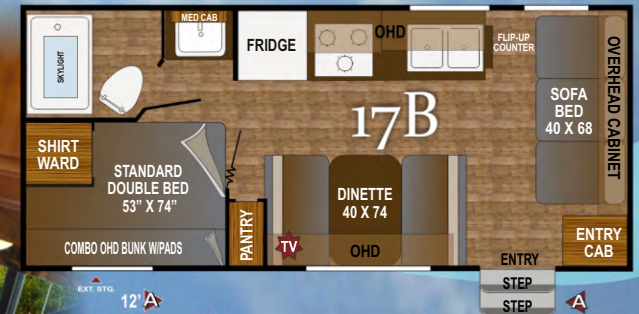 MED CAB
SKYLIGHT
FRIDGE
OHD
FLIP-UP
COUNTER
OVERHEAD CABINET
SOFA
BED
40 X 68
17B
SHIRT
WARD
STANDARD
DOUBLE BED
53” X 74”
DINETTE
40 X 74
PANTRY
TV
OHD
COMBO OHD BUNK W/PADS
ENTRY
CAB
ENTRY
STEP
STEP
EXT. STG.
12' A
A